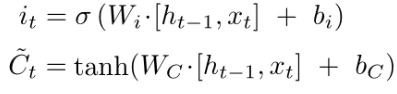 i_t = σ (W_i·[h_{t−1}, x_t] + b_i)
C̃_t = tanh(W_C·[h_{t−1}, x_t] + b_C)